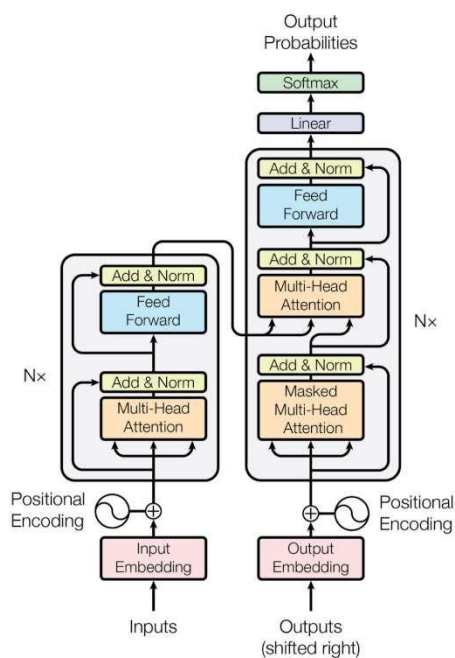 Output
Probabilities
Softmax
Linear
Add & Norm
Feed
Forward
Add & Norm
Multi-Head
Attention
Add & Norm
Masked
Multi-Head
Attention
Nx
Positional
Encoding
Output
Embedding
Outputs
(shifted right)
Add & Norm
Feed
Forward
Add & Norm
Multi-Head
Attention
Nx
Positional
Encoding
Input
Embedding
Inputs